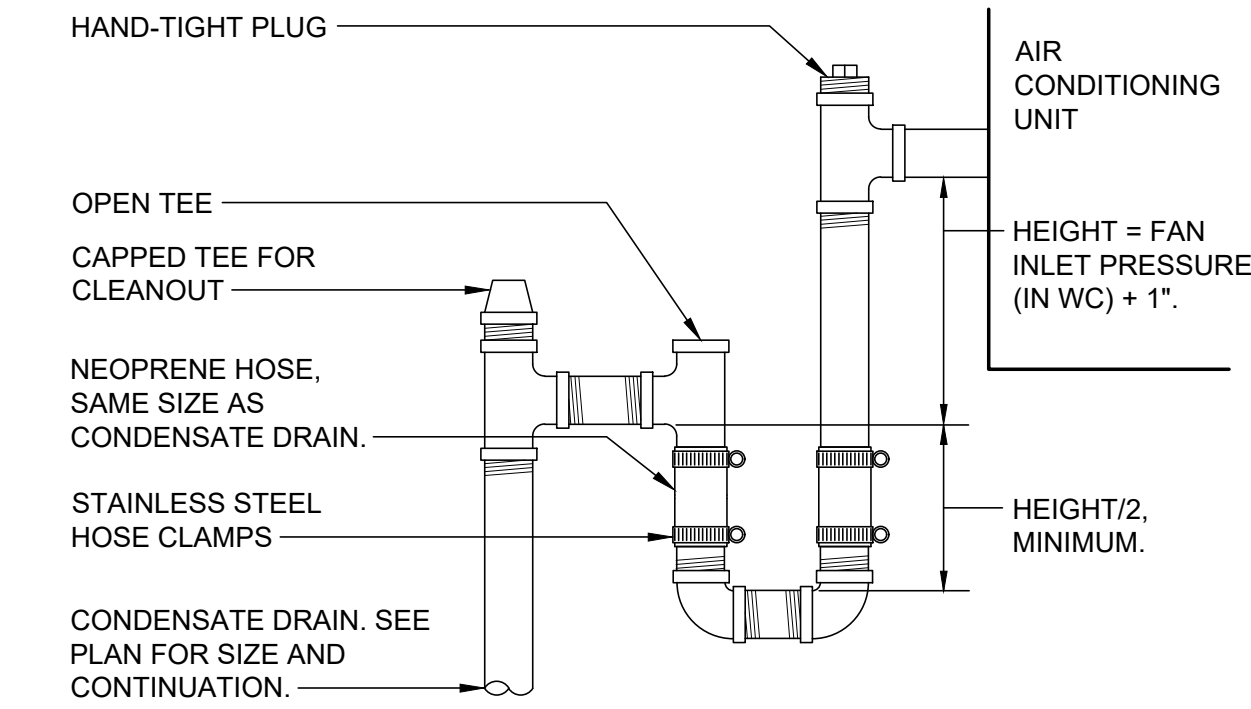 HAND-TIGHT PLUG
AIR
CONDITIONING
UNIT
OPEN TEE
CAPPED TEE FOR
CLEANOUT
HEIGHT = FAN
INLET PRESSURE
(IN WC) + 1".
NEOPRENE HOSE,
SAME SIZE AS
CONDENSATE DRAIN.
STAINLESS STEEL
HOSE CLAMPS
HEIGHT/2,
MINIMUM.
CONDENSATE DRAIN. SEE
PLAN FOR SIZE AND
CONTINUATION.